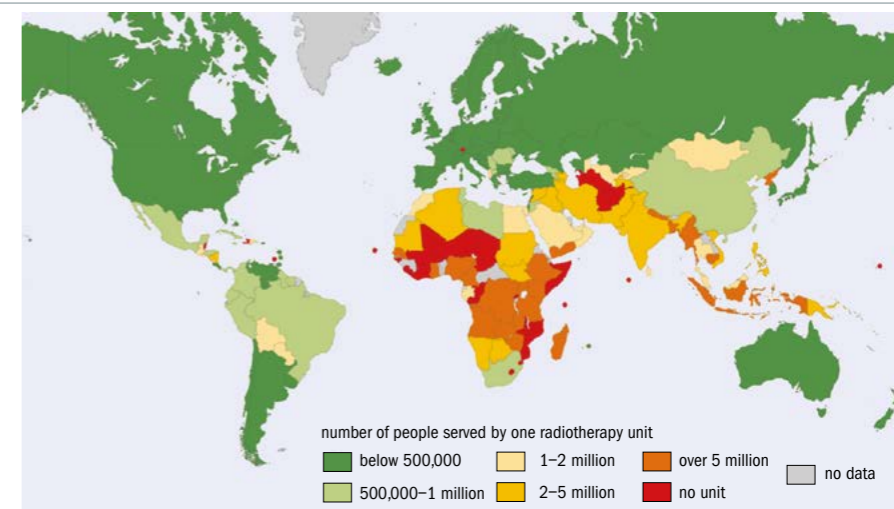 number of people served by one radiotherapy unit
below 500,000
1–2 million
over 5 million
no data
500,000–1 million
2–5 million
no unit